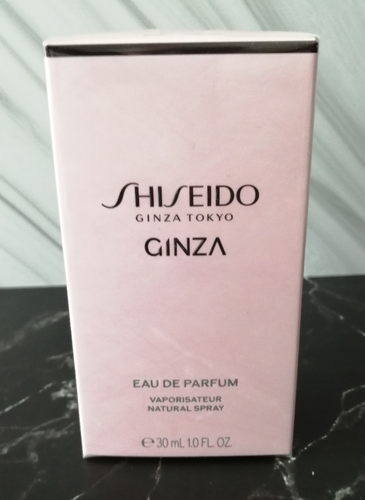 SHISEIDO
GINZA TOKYO
GINZA
EAU DE PARFUM
VAPORISATEUR
NATURAL SPRAY
℮ 30 mL 1.0 FL. OZ.